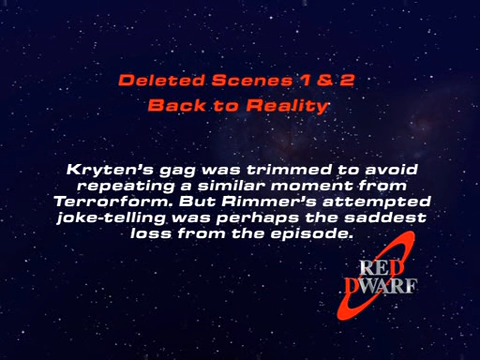 Deleted Scenes 1 & 2
Back to Reality
Kryten's gag was trimmed to avoid
repeating a similar moment from
Terrorform. But Rimmer's attempted
joke-telling was perhaps the saddest
loss from the episode.
RED
DWARF